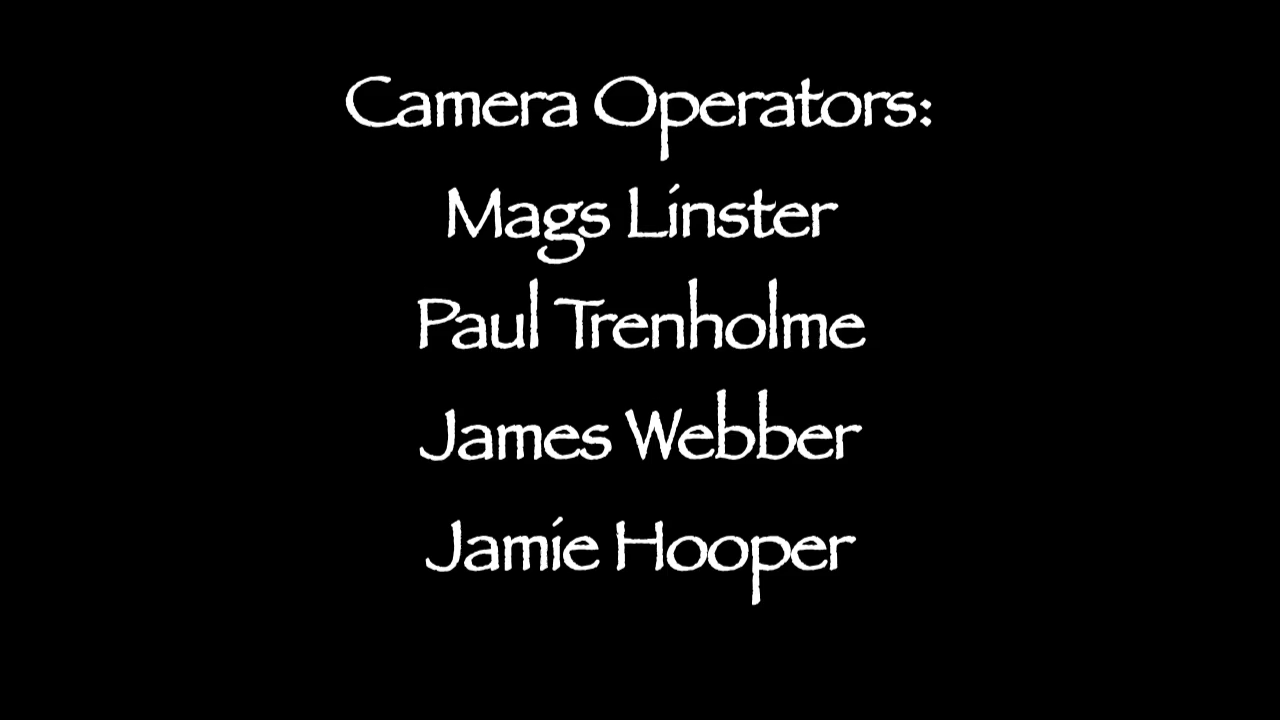 Camera Operators:
Mags Linster
Paul Trenholme
James Webber
Jamie Hooper